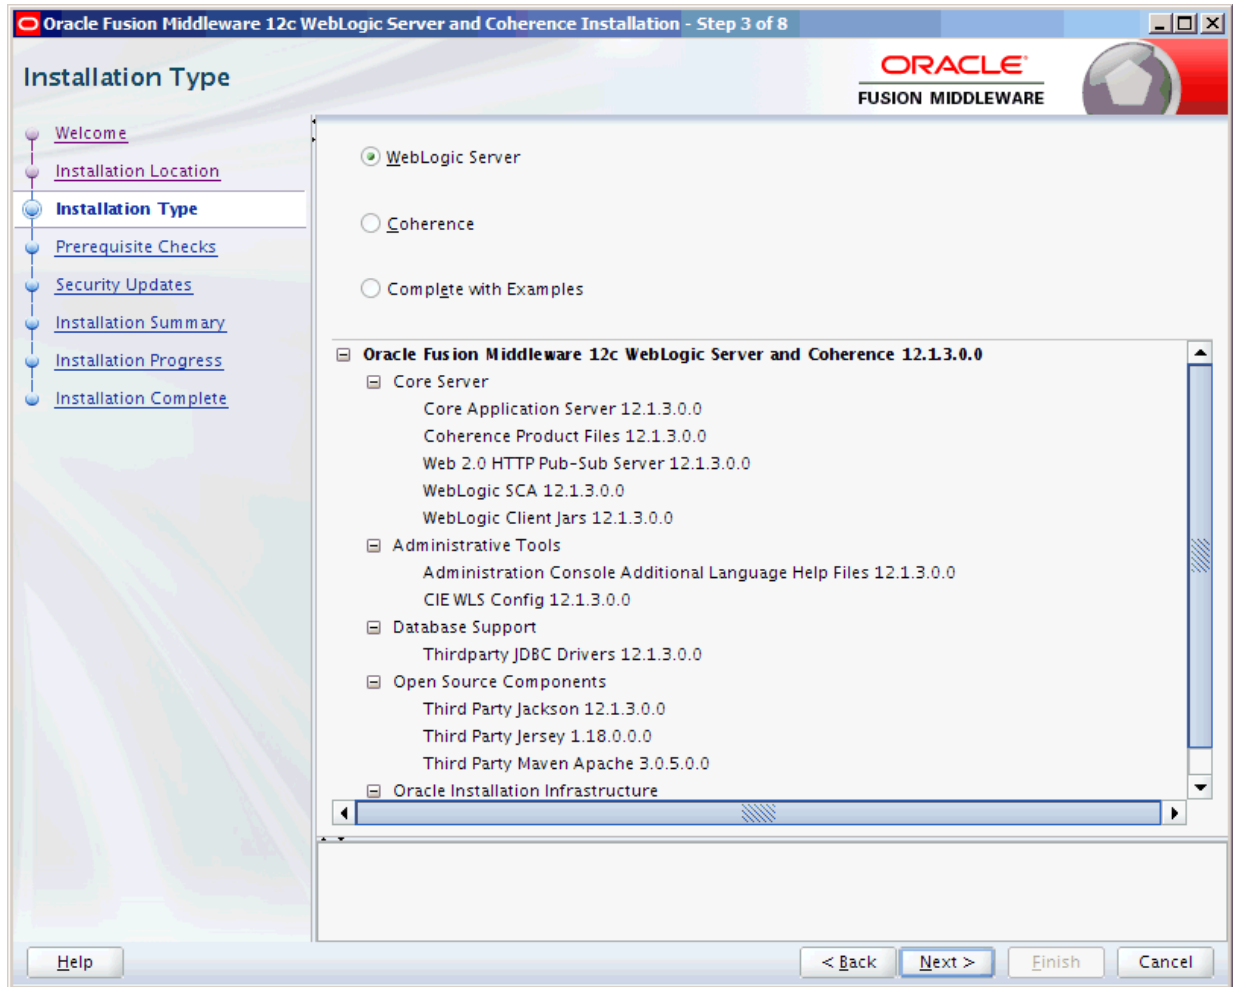 Oracle Fusion Middleware 12c WebLogic Server and Coherence Installation - Step 3 of 8
Installation Type
ORACLE
FUSION MIDDLEWARE
Welcome
Installation Location
Installation Type
Prerequisite Checks
Security Updates
Installation Summary
Installation Progress
Installation Complete
WebLogic Server
Coherence
Complete with Examples
Oracle Fusion Middleware 12c WebLogic Server and Coherence 12.1.3.0.0
Core Server
Core Application Server 12.1.3.0.0
Coherence Product Files 12.1.3.0.0
Web 2.0 HTTP Pub-Sub Server 12.1.3.0.0
WebLogic SCA 12.1.3.0.0
WebLogic Client Jars 12.1.3.0.0
Administrative Tools
Administration Console Additional Language Help Files 12.1.3.0.0
CIE WLS Config 12.1.3.0.0
Database Support
Thirdparty JDBC Drivers 12.1.3.0.0
Open Source Components
Third Party Jackson 12.1.3.0.0
Third Party Jersey 1.18.0.0.0
Third Party Maven Apache 3.0.5.0.0
Oracle Installation Infrastructure
Help
< Back
Next >
Finish
Cancel